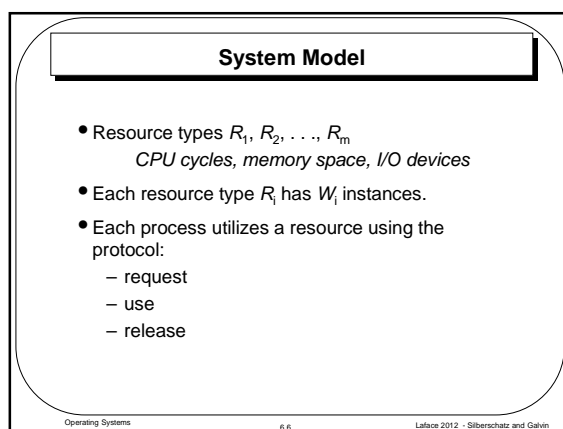 System Model
• Resource types R1, R2, . . ., Rm
CPU cycles, memory space, I/O devices
• Each resource type Ri has Wi instances.
• Each process utilizes a resource using the
protocol:
– request
– use
– release
Operating Systems
6.6
Laface 2012 - Silberschatz and Galvin